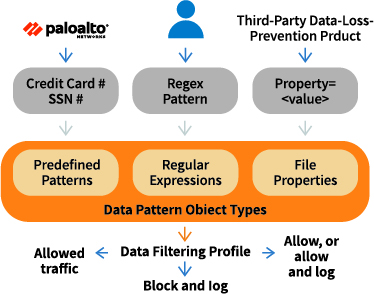 paloalto
NETWORKS
Third-Party Data-Loss-
Prevention Prduct
Credit Card #
SSN #
Regex
Pattern
Property=
<value>
Predefined
Patterns
Regular
Expressions
File
Properties
Data Pattern Obiect Types
Allowed
traffic
Data Filtering Profile
Allow, or
allow
and log
Block and log